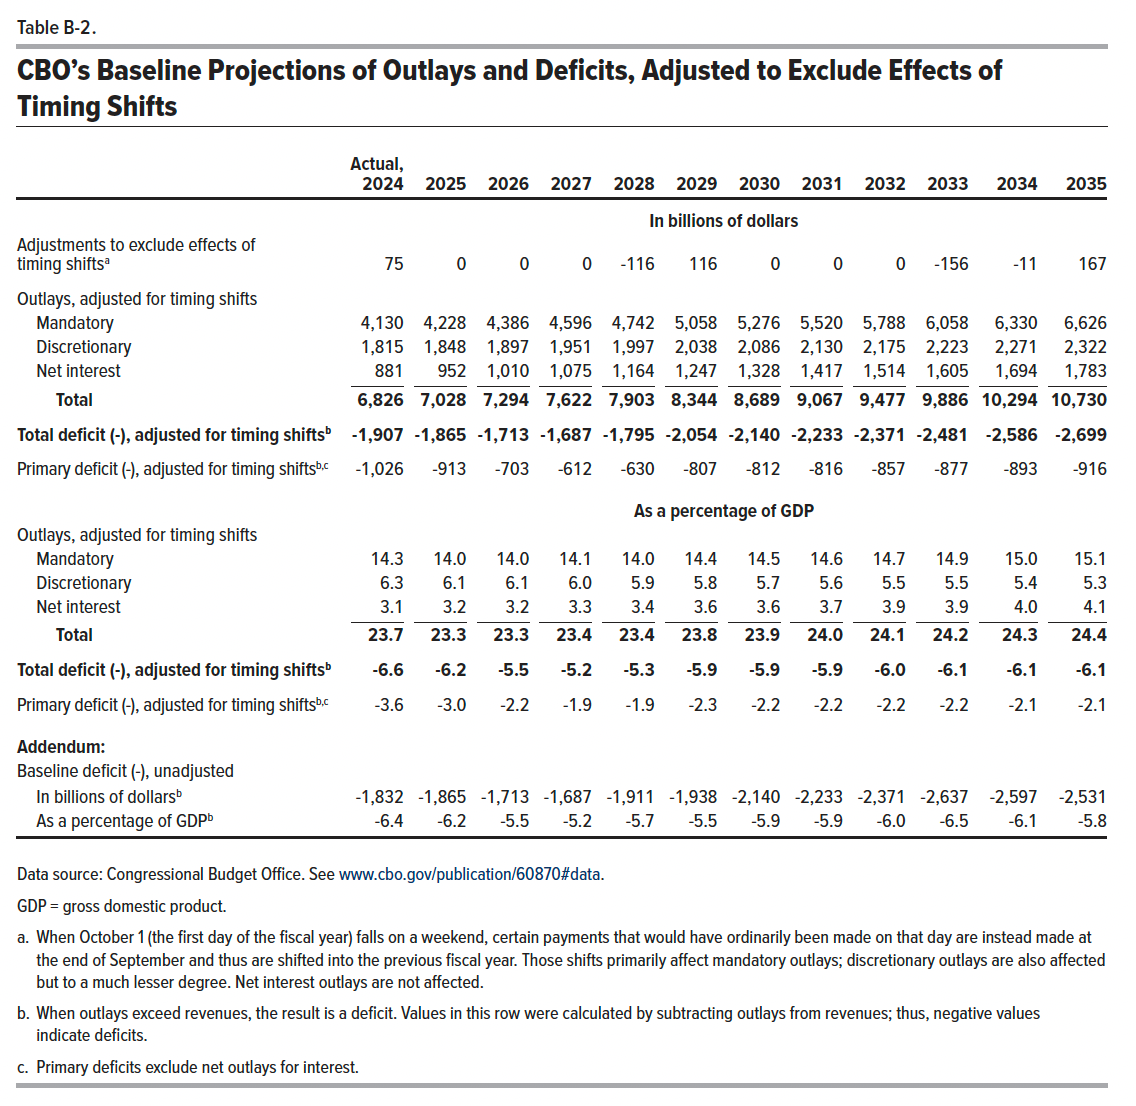 Table B-2.
CBO’s Baseline Projections of Outlays and Deficits, Adjusted to Exclude Effects of
Timing Shifts
Actual,
2024 2025 2026 2027 2028 2029 2030 2031 2032 2033 2034 2035
In billions of dollars
Adjustments to exclude effects of
timing shiftsᵃ 75 0 0 0 -116 116 0 0 0 -156 -11 167
Outlays, adjusted for timing shifts
Mandatory 4,130 4,228 4,386 4,596 4,742 5,058 5,276 5,520 5,788 6,058 6,330 6,626
Discretionary 1,815 1,848 1,897 1,951 1,997 2,038 2,086 2,130 2,175 2,223 2,271 2,322
Net interest 881 952 1,010 1,075 1,164 1,247 1,328 1,417 1,514 1,605 1,694 1,783
Total 6,826 7,028 7,294 7,622 7,903 8,344 8,689 9,067 9,477 9,886 10,294 10,730
Total deficit (-), adjusted for timing shiftsᵇ -1,907 -1,865 -1,713 -1,687 -1,795 -2,054 -2,140 -2,233 -2,371 -2,481 -2,586 -2,699
Primary deficit (-), adjusted for timing shiftsᵇ,ᶜ -1,026 -913 -703 -612 -630 -807 -812 -816 -857 -877 -893 -916
As a percentage of GDP
Outlays, adjusted for timing shifts
Mandatory 14.3 14.0 14.0 14.1 14.0 14.4 14.5 14.6 14.7 14.9 15.0 15.1
Discretionary 6.3 6.1 6.1 6.0 5.9 5.8 5.7 5.6 5.5 5.5 5.4 5.3
Net interest 3.1 3.2 3.2 3.3 3.4 3.6 3.6 3.7 3.9 3.9 4.0 4.1
Total 23.7 23.3 23.3 23.4 23.4 23.8 23.9 24.0 24.1 24.2 24.3 24.4
Total deficit (-), adjusted for timing shiftsᵇ -6.6 -6.2 -5.5 -5.2 -5.3 -5.9 -5.9 -5.9 -6.0 -6.1 -6.1 -6.1
Primary deficit (-), adjusted for timing shiftsᵇ,ᶜ -3.6 -3.0 -2.2 -1.9 -1.9 -2.3 -2.2 -2.2 -2.2 -2.2 -2.1 -2.1
Addendum:
Baseline deficit (-), unadjusted
In billions of dollarsᵇ -1,832 -1,865 -1,713 -1,687 -1,911 -1,938 -2,140 -2,233 -2,371 -2,637 -2,597 -2,531
As a percentage of GDPᵇ -6.4 -6.2 -5.5 -5.2 -5.7 -5.5 -5.9 -5.9 -6.0 -6.5 -6.1 -5.8
Data source: Congressional Budget Office. See www.cbo.gov/publication/60870#data.
GDP = gross domestic product.
a. When October 1 (the first day of the fiscal year) falls on a weekend, certain payments that would have ordinarily been made on that day are instead made at
the end of September and thus are shifted into the previous fiscal year. Those shifts primarily affect mandatory outlays; discretionary outlays are also affected
but to a much lesser degree. Net interest outlays are not affected.
b. When outlays exceed revenues, the result is a deficit. Values in this row were calculated by subtracting outlays from revenues; thus, negative values
indicate deficits.
c. Primary deficits exclude net outlays for interest.